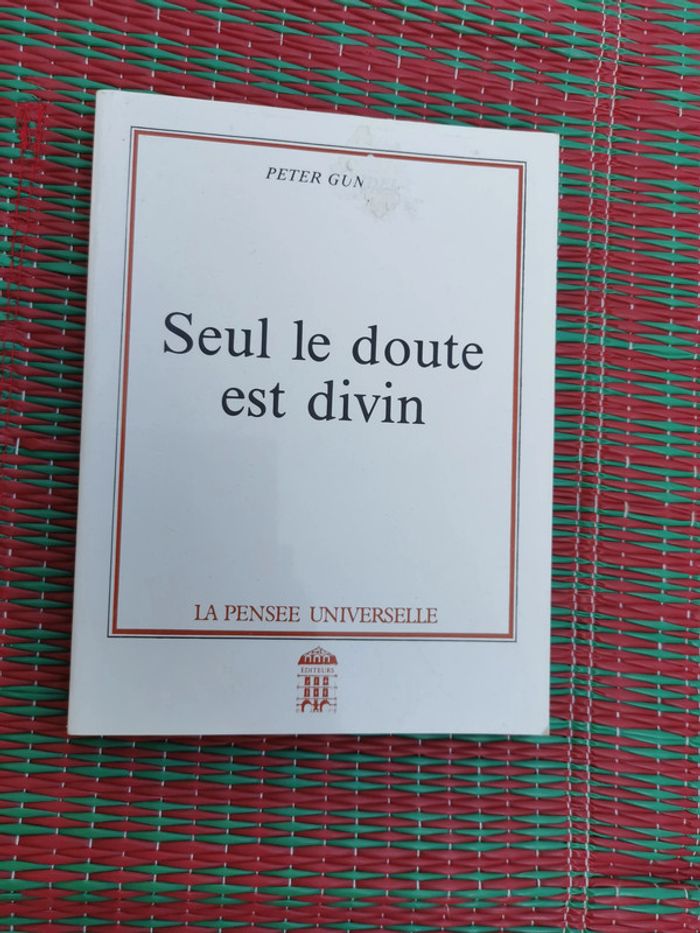 PETER GUN
Seul le doute
est divin
LA PENSEE UNIVERSELLE
EDITEURS